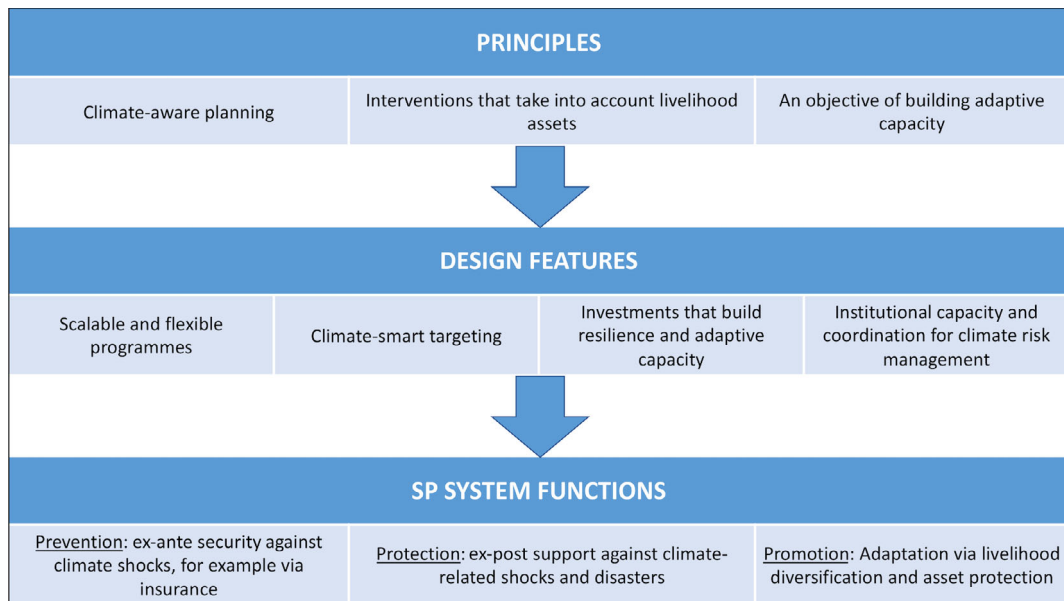 PRINCIPLES
Climate-aware planning
Interventions that take into account livelihood
assets
An objective of building adaptive
capacity
DESIGN FEATURES
Scalable and flexible
programmes
Climate-smart targeting
Investments that build
resilience and adaptive
capacity
Institutional capacity and
coordination for climate risk
management
SP SYSTEM FUNCTIONS
Prevention: ex-ante security against
climate shocks, for example via
insurance
Protection: ex-post support against climate-
related shocks and disasters
Promotion: Adaptation via livelihood
diversification and asset protection